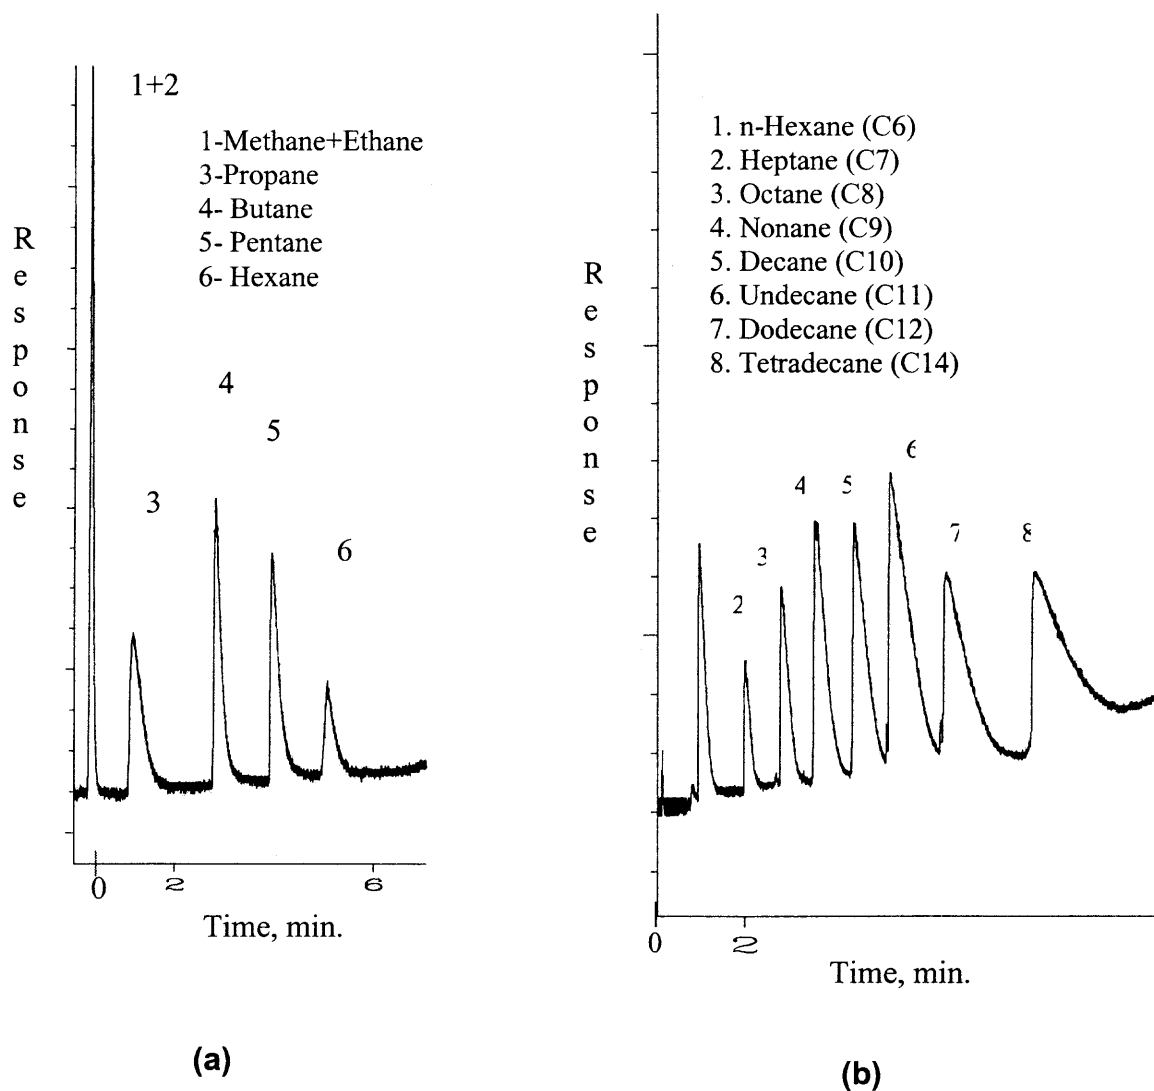 1+2
1-Methane+Ethane
3-Propane
4- Butane
5- Pentane
6- Hexane
Response
4
5
3
6
0
2
6
Time, min.
(a)
1. n-Hexane (C6)
2. Heptane (C7)
3. Octane (C8)
4. Nonane (C9)
5. Decane (C10)
6. Undecane (C11)
7. Dodecane (C12)
8. Tetradecane (C14)
Response
6
4
5
7
8
3
2
0
2
Time, min.
(b)